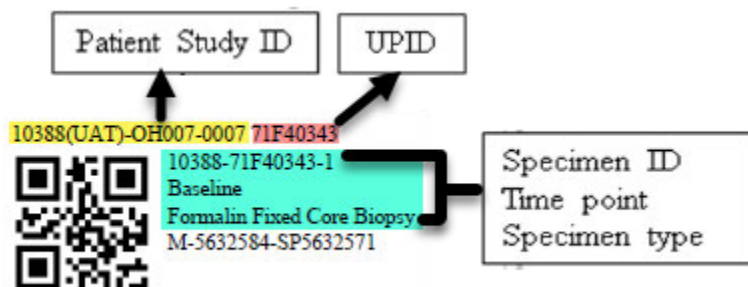 Patient Study ID
UPID
10388(UAT)-OH007-0007 71F40343
10388-71F40343-1
Baseline
Formalin Fixed Core Biopsy
M-5632584-SP5632571
Specimen ID
Time point
Specimen type